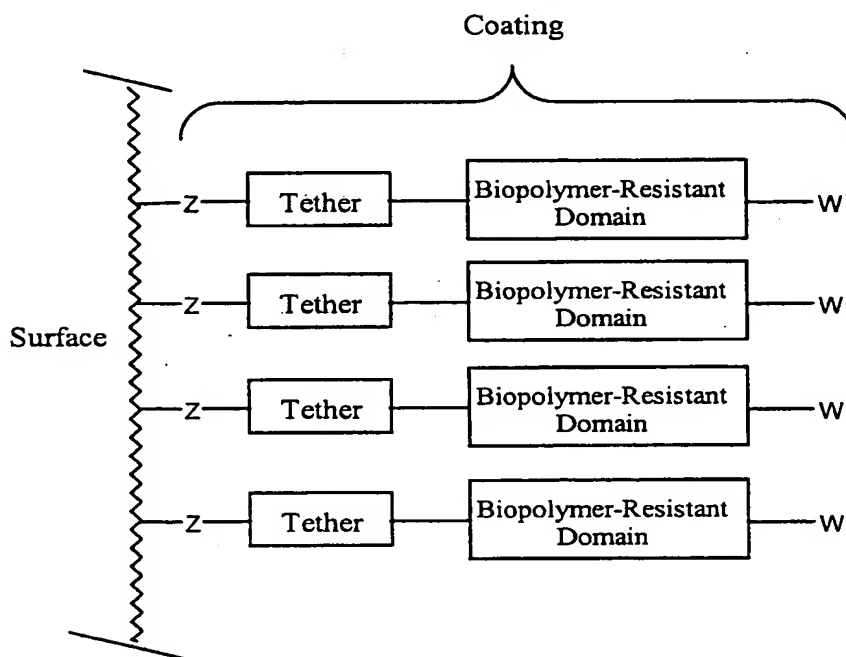 Coating
Z Tether Biopolymer-Resistant Domain W
Z Tether Biopolymer-Resistant Domain W
Surface
Z Tether Biopolymer-Resistant Domain W
Z Tether Biopolymer-Resistant Domain W